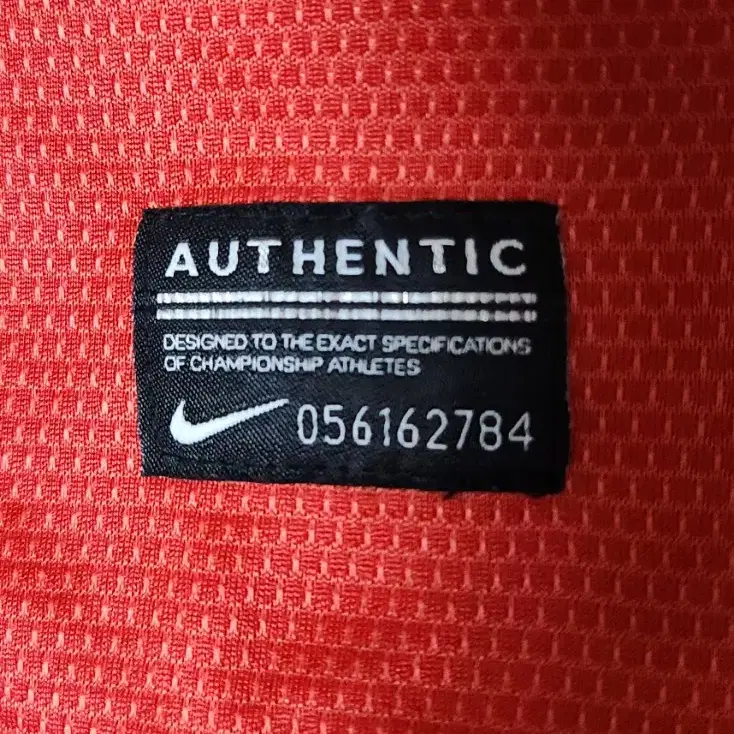 AUTHENTIC
DESIGNED TO THE EXACT SPECIFICATIONS
OF CHAMPIONSHIP ATHLETES
056162784